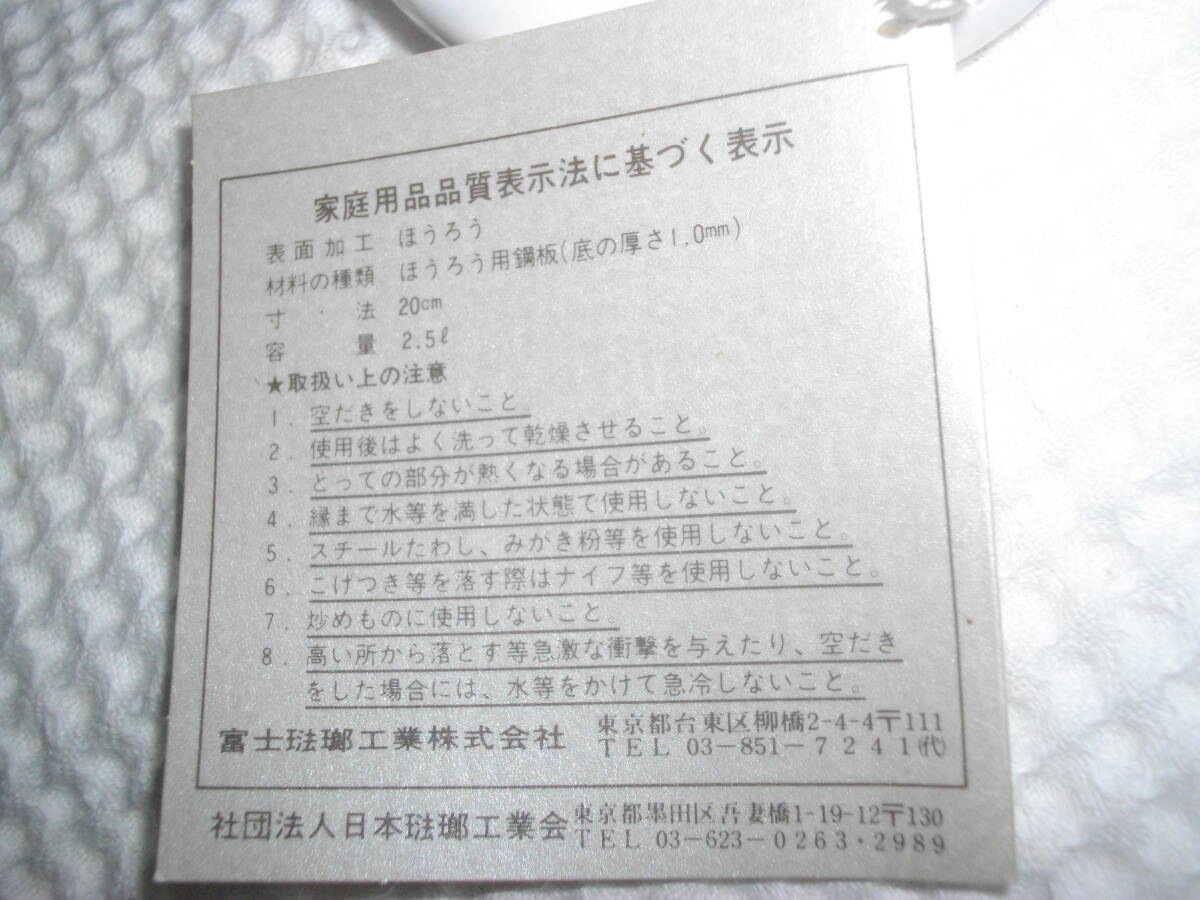 家庭用品品質表示法に基づく表示
表面加工 ほうろう
材料の種類 ほうろう用鋼板(底の厚さ1.0mm)
寸法 20cm
容量 2.5ℓ
★取扱い上の注意
1. 空だきをしないこと
2. 使用後はよく洗って乾燥させること。
3. とっての部分が熱くなる場合があること。
4. 縁まで水等を満した状態で使用しないこと。
5. スチールたわし、みがき粉等を使用しないこと。
6. こげつき等を落す際はナイフ等を使用しないこと。
7. 炒めものに使用しないこと。
8. 高い所から落とす等急激な衝撃を与えたり、空だき
をした場合には、水等をかけて急冷しないこと。
富士琺瑯工業株式会社 東京都台東区柳橋2-4-4〒111
TEL 03-851-7241(代)
社団法人日本琺瑯工業会 東京都墨田区吾妻橋1-19-12〒130
TEL 03-623-0263・2989